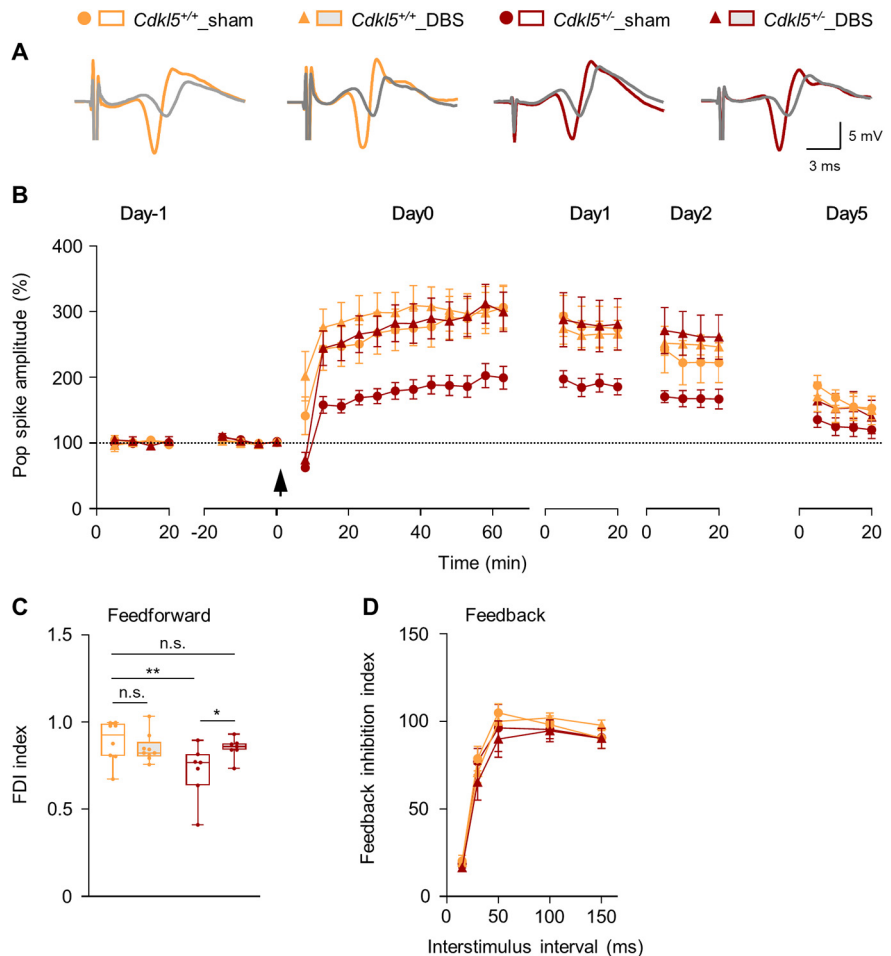 Cdkl5+/+_sham Cdkl5+/+_DBS Cdkl5+/-_sham Cdkl5+/-_DBS
A
5 mV
3 ms
B
Day-1 Day0 Day1 Day2 Day5
Pop spike amplitude (%)
400
300
200
100
0
0 20 -20 0 20 40 60 0 20 0 20 0 20
Time (min)
C
Feedforward
FDI index
1.5
1.0
0.5
0
n.s.
**
n.s.
*
D
Feedback
Feedback inhibition index
150
100
50
0
0 50 100 150
Interstimulus interval (ms)